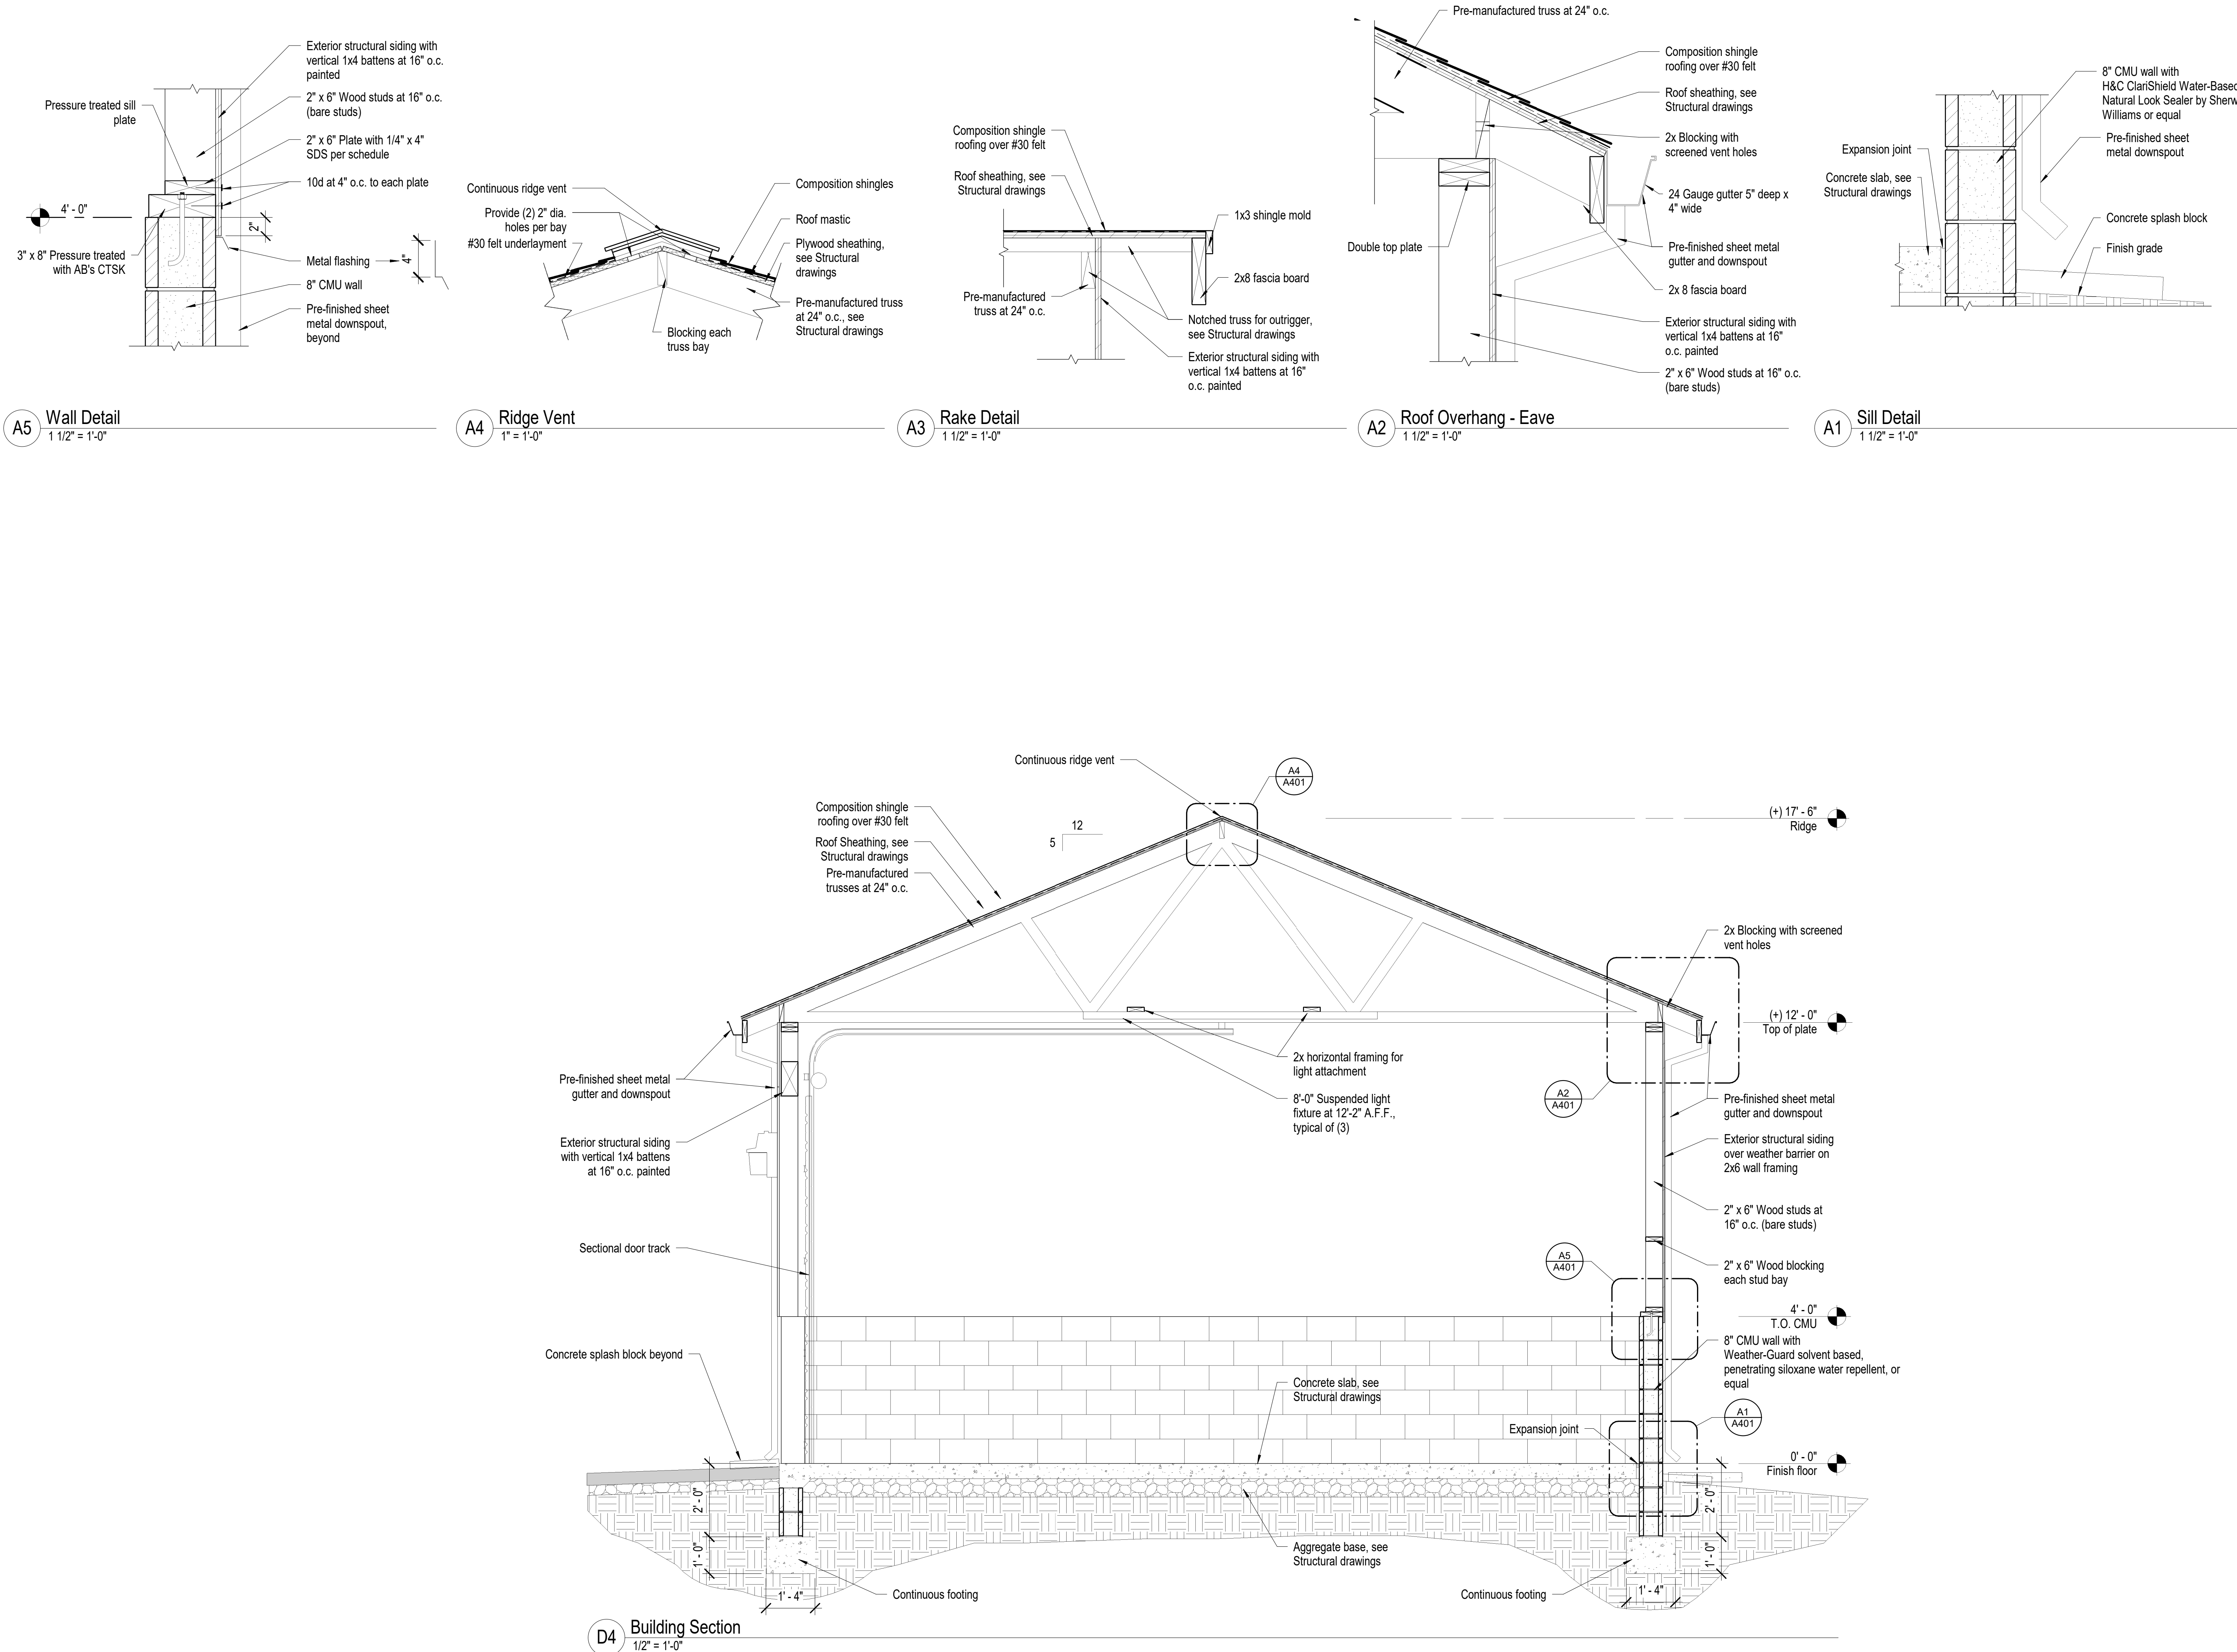 Exterior structural siding with
vertical 1x4 battens at 16" o.c.
painted
Pressure treated sill
plate
2" x 6" Wood studs at 16" o.c.
(bare studs)
2" x 6" Plate with 1/4" x 4"
SDS per schedule
10d at 4" o.c. to each plate
4' - 0"
2"
3" x 8" Pressure treated
with AB's CTSK
Metal flashing
4"
8" CMU wall
Pre-finished sheet
metal downspout,
beyond
A5
Wall Detail
1 1/2" = 1'-0"
Continuous ridge vent
Provide (2) 2" dia.
holes per bay
#30 felt underlayment
Composition shingles
Roof mastic
Plywood sheathing,
see Structural
drawings
Pre-manufactured truss
at 24" o.c., see
Structural drawings
Blocking each
truss bay
A4
Ridge Vent
1" = 1'-0"
Composition shingle
roofing over #30 felt
Roof sheathing, see
Structural drawings
1x3 shingle mold
2x8 fascia board
Pre-manufactured
truss at 24" o.c.
Notched truss for outrigger,
see Structural drawings
Exterior structural siding with
vertical 1x4 battens at 16"
o.c. painted
A3
Rake Detail
1 1/2" = 1'-0"
Pre-manufactured truss at 24" o.c.
Composition shingle
roofing over #30 felt
Roof sheathing, see
Structural drawings
2x Blocking with
screened vent holes
24 Gauge gutter 5" deep x
4" wide
Double top plate
Pre-finished sheet metal
gutter and downspout
2x 8 fascia board
Exterior structural siding with
vertical 1x4 battens at 16"
o.c. painted
2" x 6" Wood studs at 16" o.c.
(bare studs)
A2
Roof Overhang - Eave
1 1/2" = 1'-0"
8" CMU wall with
H&C ClariShield Water-Based
Natural Look Sealer by Sherw
Williams or equal
Expansion joint
Pre-finished sheet
metal downspout
Concrete slab, see
Structural drawings
Concrete splash block
Finish grade
A1
Sill Detail
1 1/2" = 1'-0"
Continuous ridge vent
A4
A401
Composition shingle
roofing over #30 felt
12
5
(+) 17' - 6"
Ridge
Roof Sheathing, see
Structural drawings
Pre-manufactured
trusses at 24" o.c.
2x Blocking with screened
vent holes
(+) 12' - 0"
Top of plate
2x horizontal framing for
light attachment
Pre-finished sheet metal
gutter and downspout
8'-0" Suspended light
fixture at 12'-2" A.F.F.,
typical of (3)
A2
A401
Pre-finished sheet metal
gutter and downspout
Exterior structural siding
with vertical 1x4 battens
at 16" o.c. painted
Exterior structural siding
over weather barrier on
2x6 wall framing
2" x 6" Wood studs at
16" o.c. (bare studs)
Sectional door track
A5
A401
2" x 6" Wood blocking
each stud bay
4' - 0"
T.O. CMU
8" CMU wall with
Weather-Guard solvent based,
penetrating siloxane water repellent, or
equal
Concrete splash block beyond
Concrete slab, see
Structural drawings
A1
A401
Expansion joint
0' - 0"
Finish floor
2' - 0"
2' - 0"
1' - 0"
1' - 0"
Aggregate base, see
Structural drawings
1' - 4"
Continuous footing
Continuous footing
1' - 4"
D4
Building Section
1/2" = 1'-0"